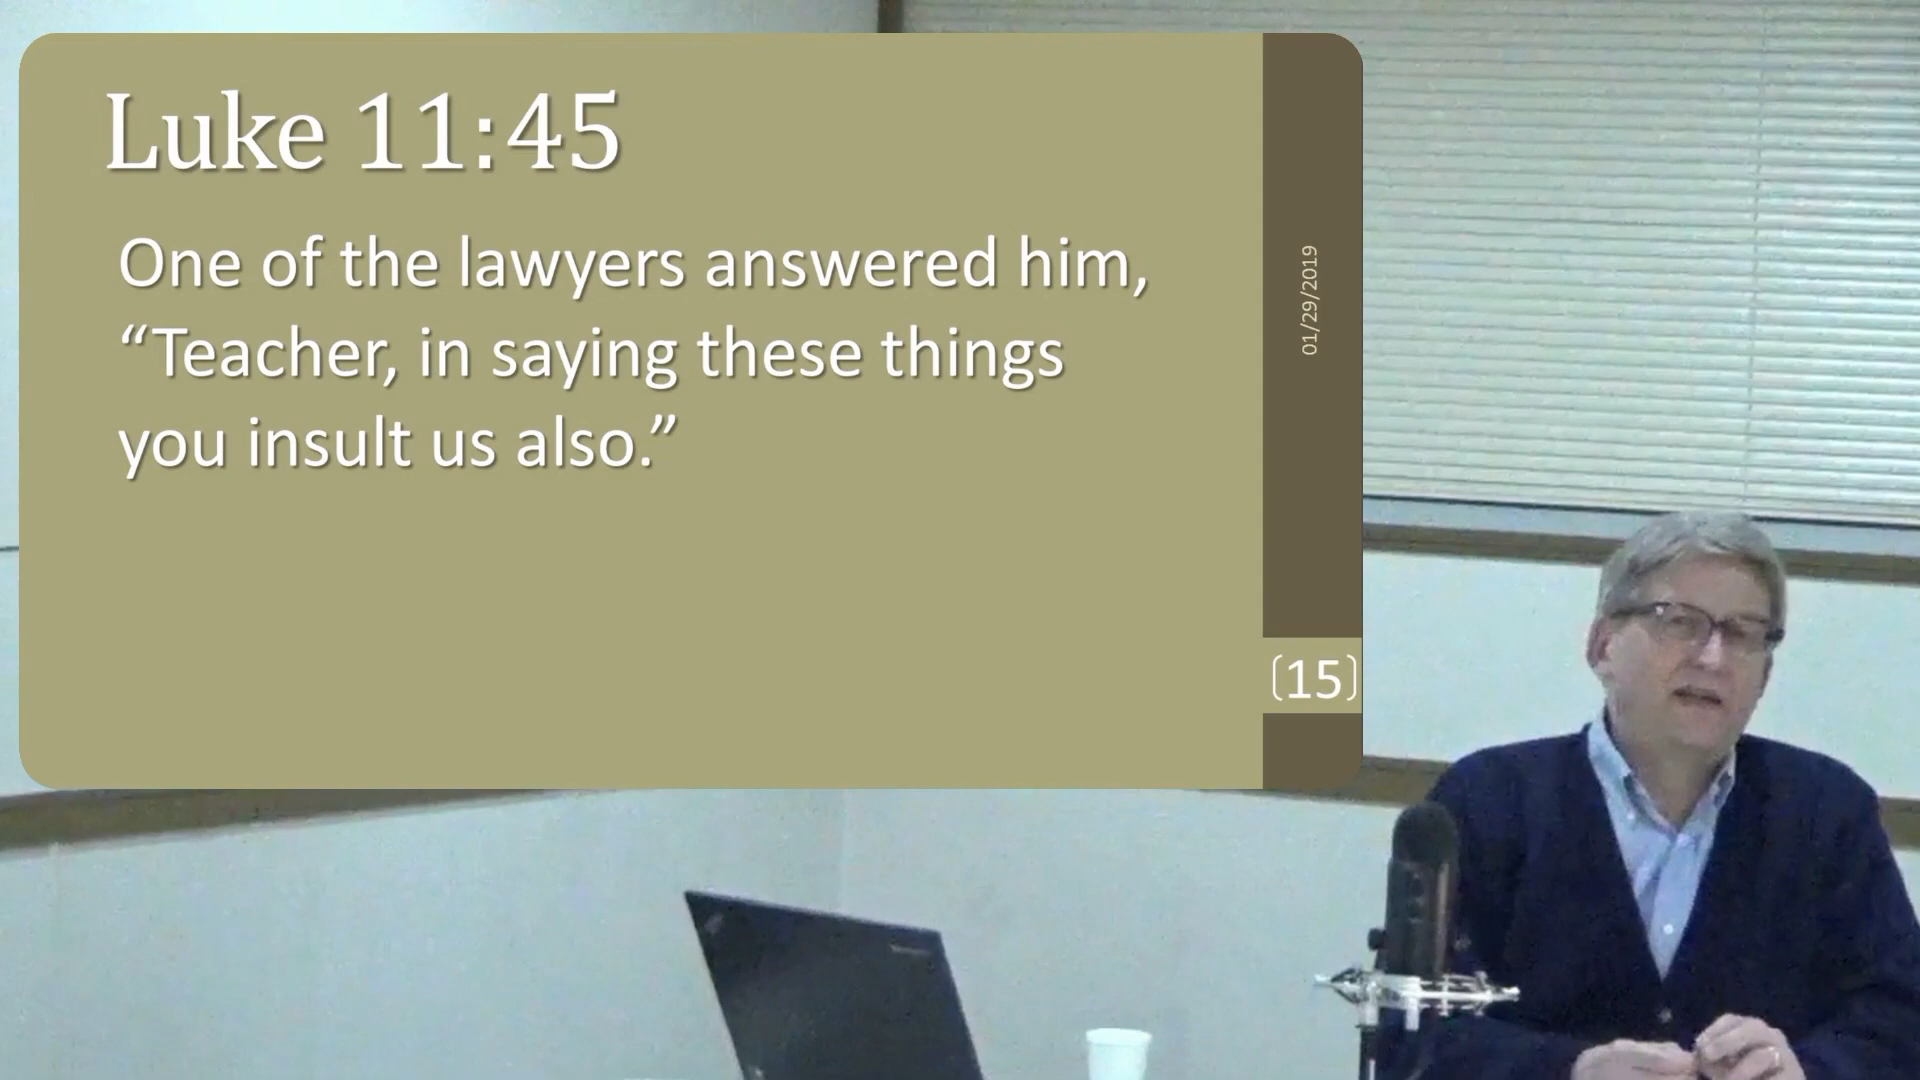 Luke 11:45
One of the lawyers answered him,
“Teacher, in saying these things
you insult us also.”
01/29/2019
(15)